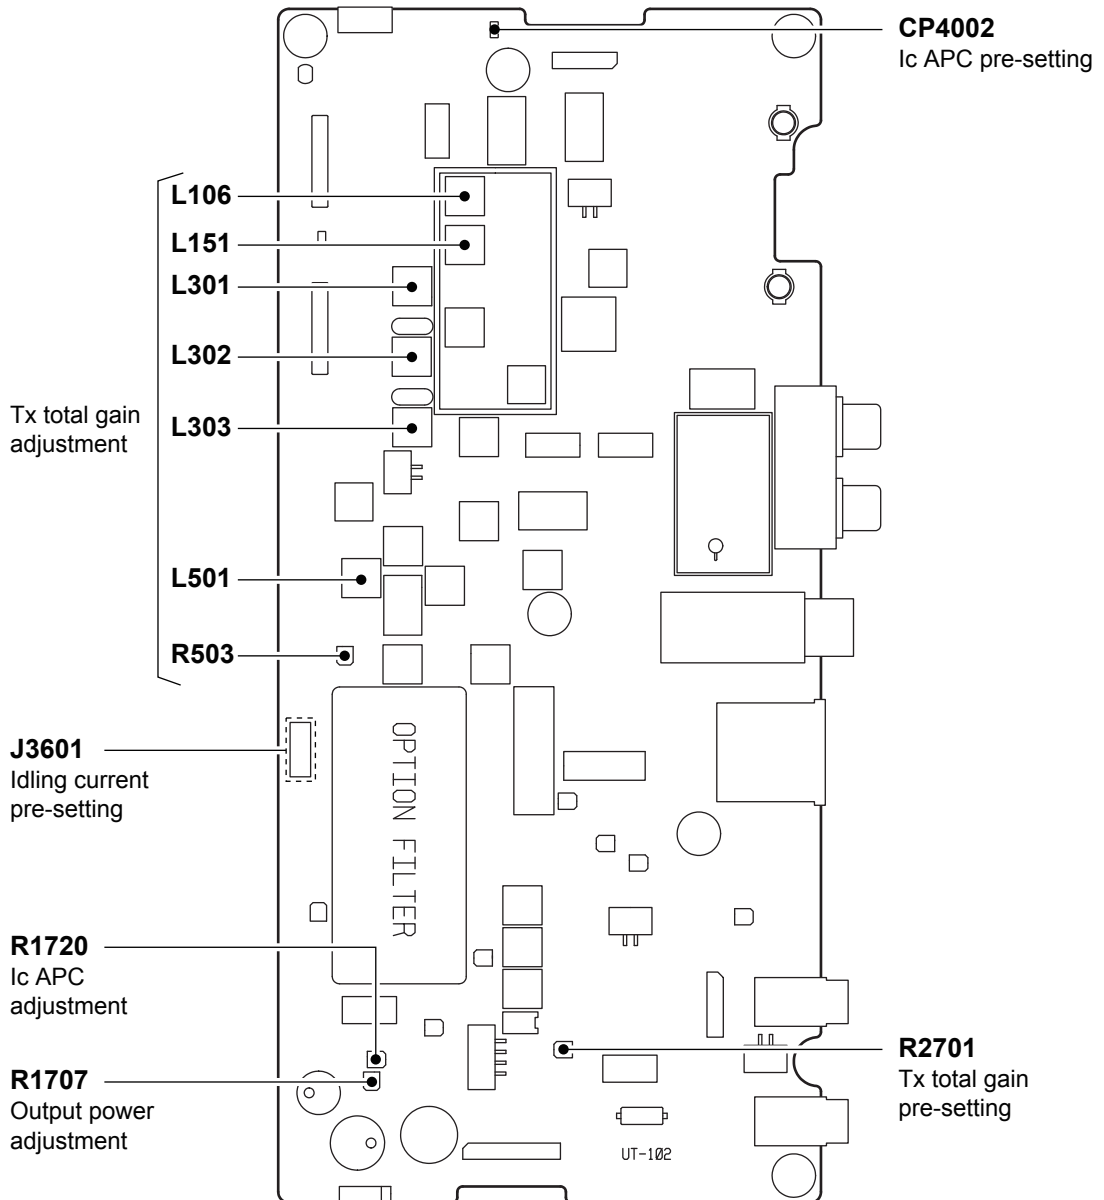 CP4002
Ic APC pre-setting
L106
L151
L301
L302
Tx total gain
adjustment
L303
L501
R503
J3601
Idling current
pre-setting
OPTION FILTER
R1720
Ic APC
adjustment
R1707
Output power
adjustment
R2701
Tx total gain
pre-setting
UT-102